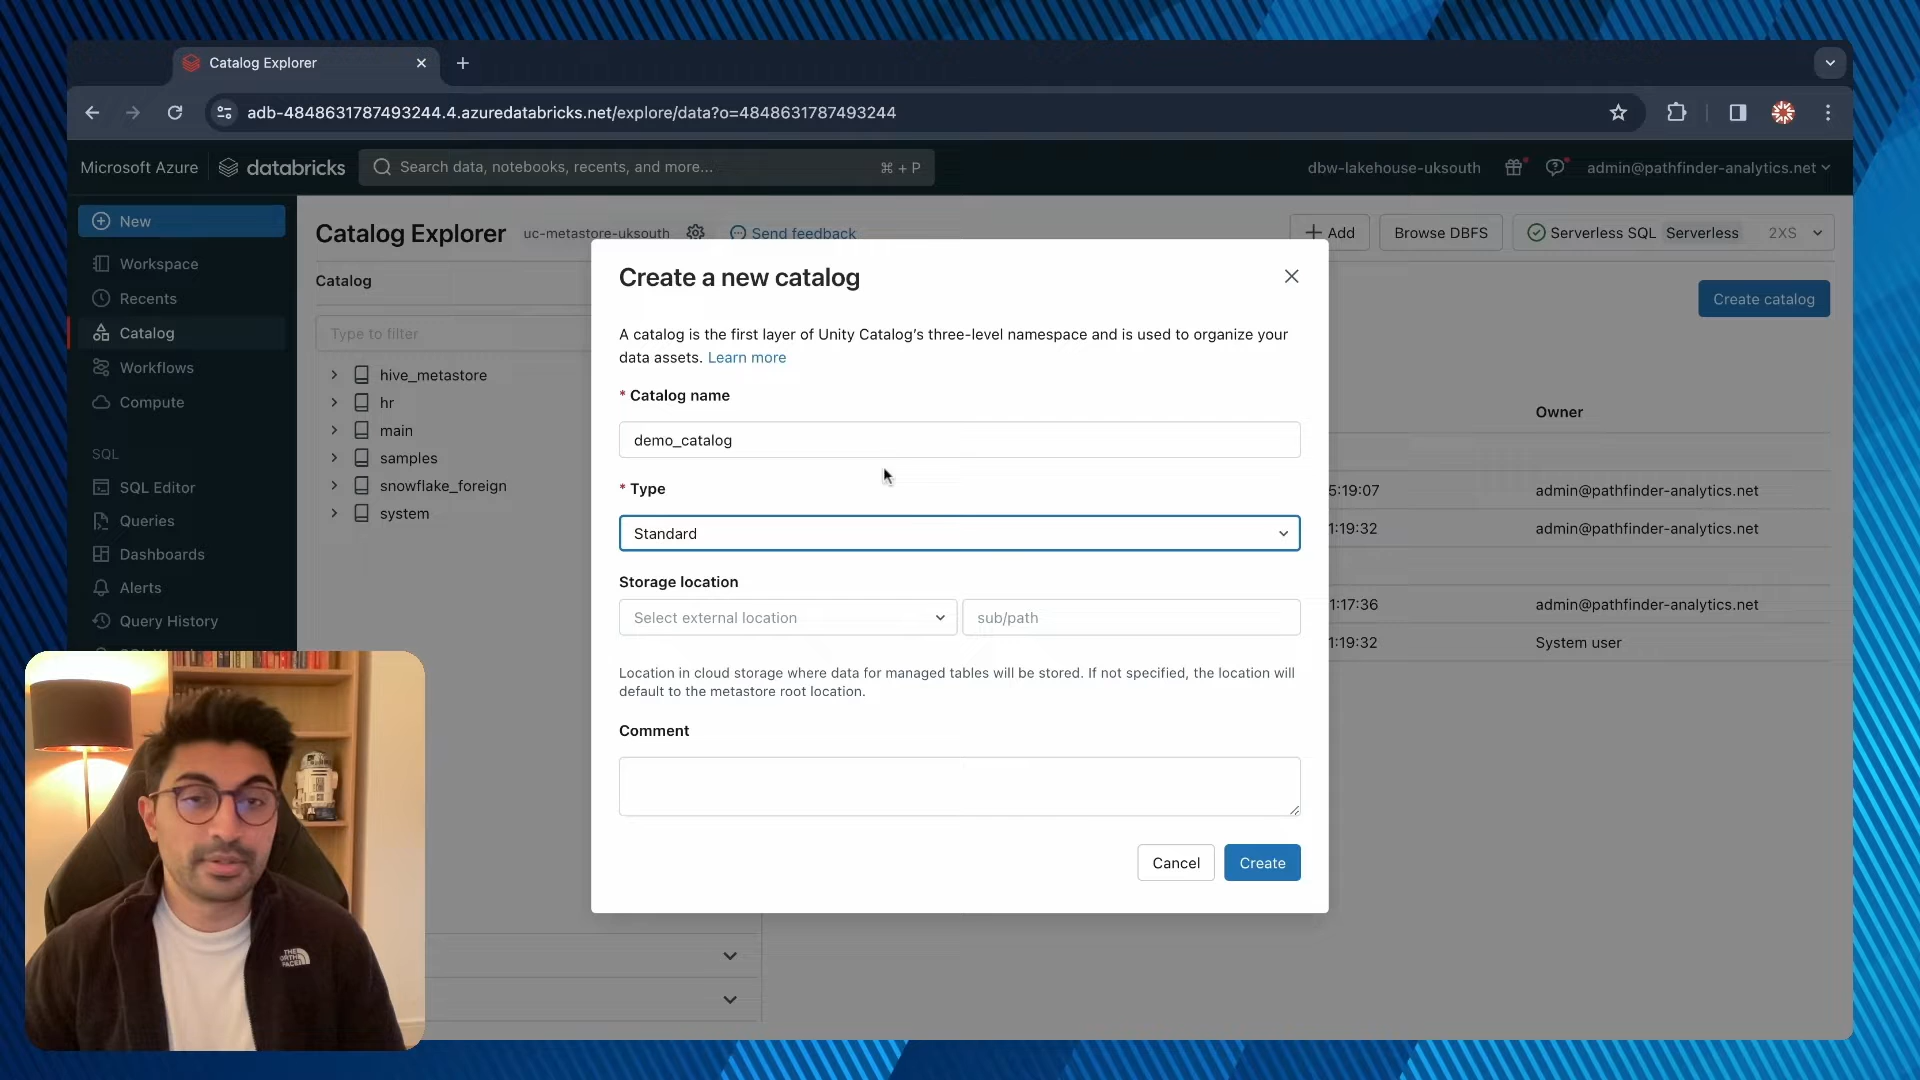 Catalog Explorer
adb-4848631787493244.4.azuredatabricks.net/explore/data?o=4848631787493244
Microsoft Azure
databricks
Search data, notebooks, recents, and more...
⌘ + P
dbw-lakehouse-uksouth
admin@pathfinder-analytics.net
New
Workspace
Recents
Catalog
Workflows
Compute
SQL
SQL Editor
Queries
Dashboards
Alerts
Query History
Catalog Explorer
uc-metastore-uksouth
Send feedback
+ Add
Browse DBFS
Serverless SQL Serverless 2XS
Catalog
Create catalog
Type to filter
hive_metastore
hr
main
samples
snowflake_foreign
system
Create a new catalog
A catalog is the first layer of Unity Catalog's three-level namespace and is used to organize your
data assets. Learn more
* Catalog name
demo_catalog
* Type
Standard
Storage location
Select external location
sub/path
Location in cloud storage where data for managed tables will be stored. If not specified, the location will
default to the metastore root location.
Comment
Cancel
Create
Owner
5:19:07 admin@pathfinder-analytics.net
1:19:32 admin@pathfinder-analytics.net
1:17:36 admin@pathfinder-analytics.net
1:19:32 System user
THE
NORTH
FACE